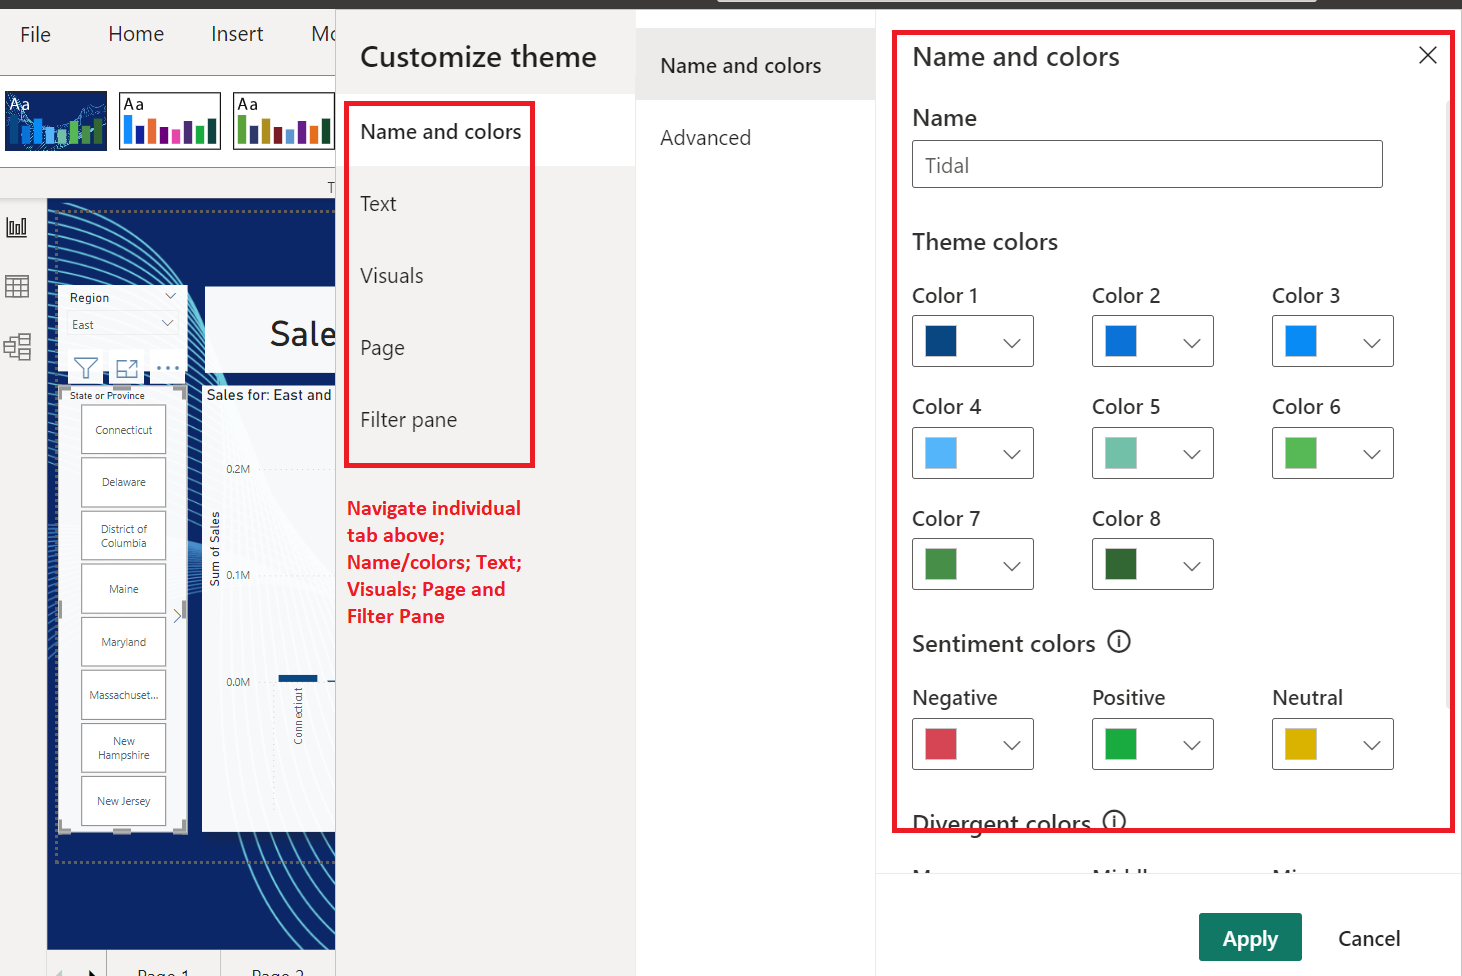 File
Home
Insert
Mo
Aa
Aa
Aa
T
Region
East
State or Province
Connecticut
Delaware
District of
Columbia
Maine
Maryland
Massachuset...
New
Hampshire
New Jersey
Sale
Sales for: East and
0.2M
0.1M
0.0M
Sum of Sales
Connecticut
Page 1
Page 2
Customize theme
Name and colors
Text
Visuals
Page
Filter pane
Navigate individual
tab above;
Name/colors; Text;
Visuals; Page and
Filter Pane
Name and colors
Advanced
Name and colors
Name
Tidal
Theme colors
Color 1
Color 2
Color 3
Color 4
Color 5
Color 6
Color 7
Color 8
Sentiment colors
Negative
Positive
Neutral
Divergent colors
Middl
Apply
Cancel